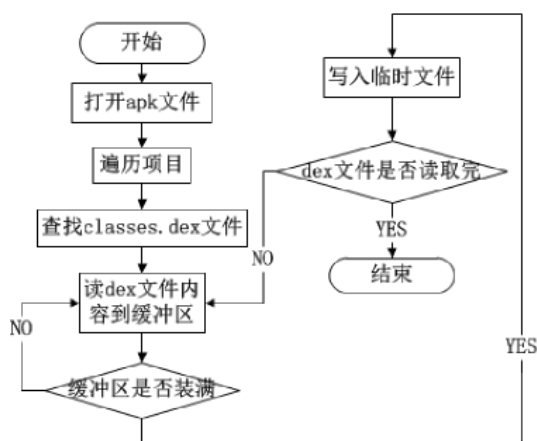 开始
打开apk文件
遍历项目
查找classes.dex文件
读dex文件内
容到缓冲区
NO
缓冲区是否装满
YES
写入临时文件
dex文件是否读取完
NO
YES
结束